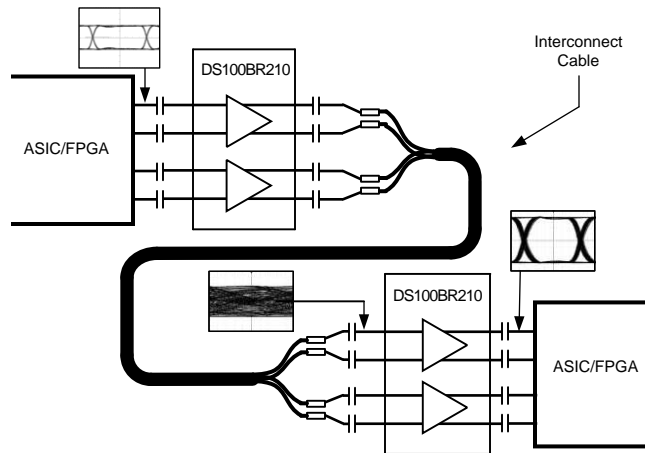 DS100BR210
Interconnect
Cable
ASIC/FPGA
DS100BR210
ASIC/FPGA